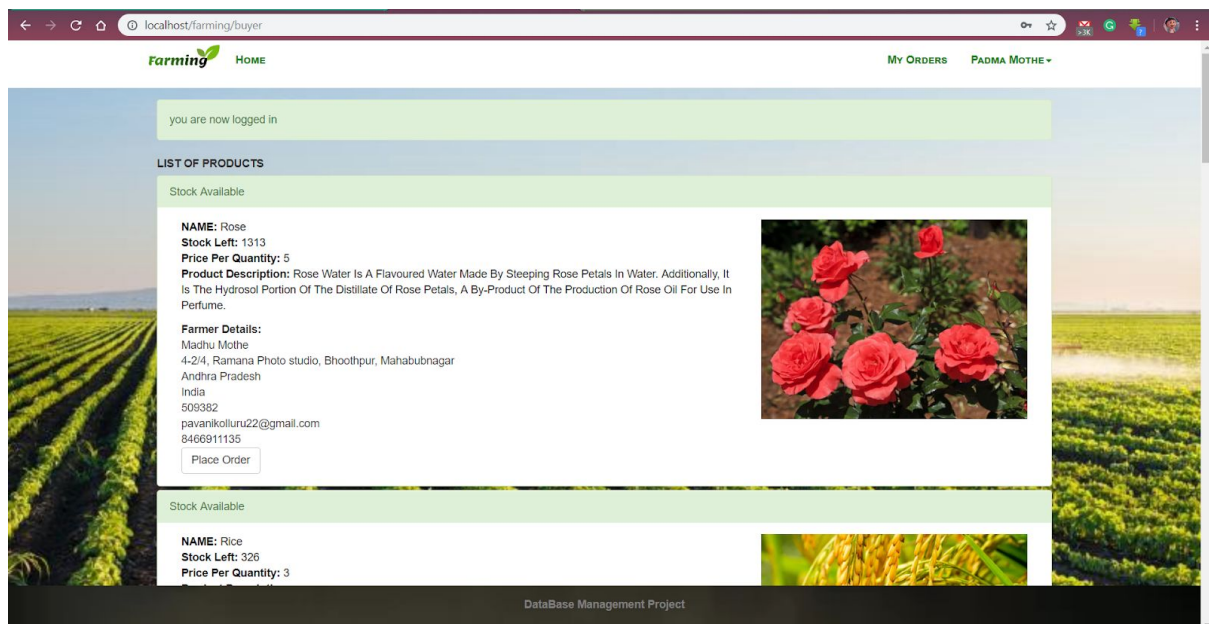 localhost/farming/buyer
>3K
G
?
Farming
HOME
MY ORDERS
PADMA MOTHE
you are now logged in
LIST OF PRODUCTS
Stock Available
NAME: Rose
Stock Left: 1313
Price Per Quantity: 5
Product Description: Rose Water Is A Flavoured Water Made By Steeping Rose Petals In Water. Additionally, It
Is The Hydrosol Portion Of The Distillate Of Rose Petals, A By-Product Of The Production Of Rose Oil For Use In
Perfume.
Farmer Details:
Madhu Mothe
4-2/4, Ramana Photo studio, Bhoothpur, Mahabubnagar
Andhra Pradesh
India
509382
pavanikolluru22@gmail.com
8466911135
Place Order
Stock Available
NAME: Rice
Stock Left: 326
Price Per Quantity: 3
DataBase Management Project